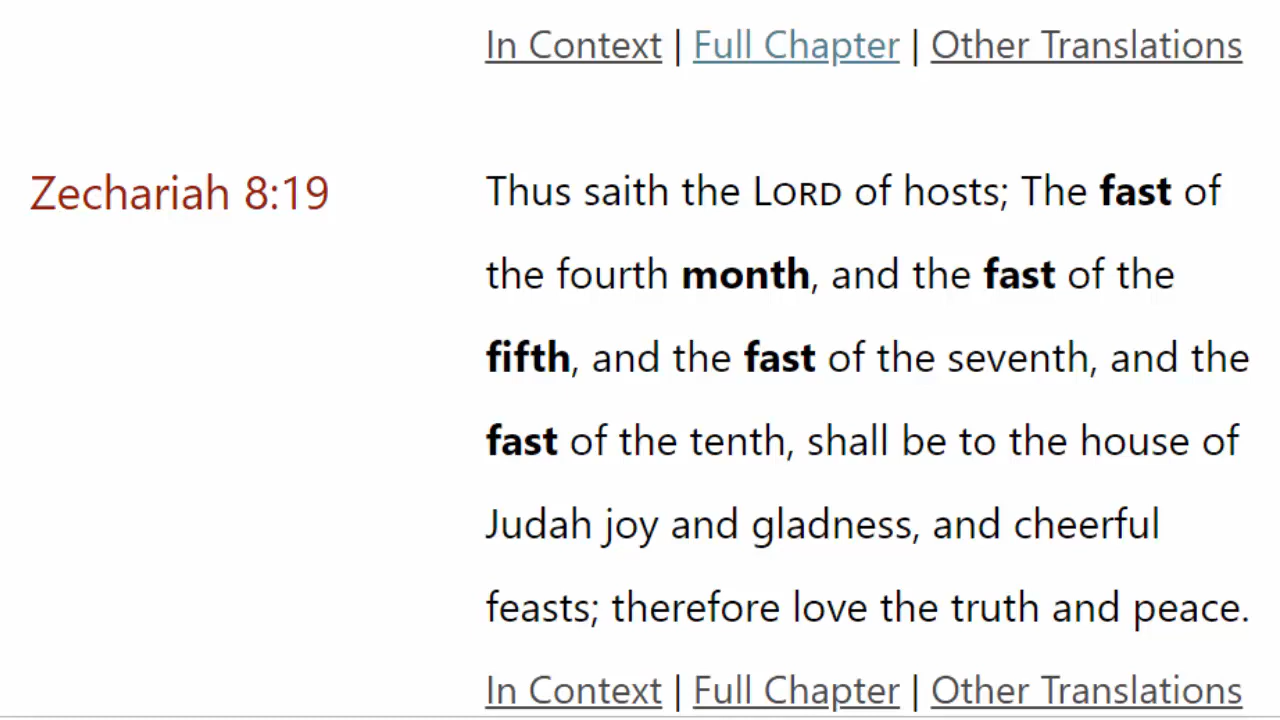 In Context | Full Chapter | Other Translations
Zechariah 8:19
Thus saith the LORD of hosts; The fast of
the fourth month, and the fast of the
fifth, and the fast of the seventh, and the
fast of the tenth, shall be to the house of
Judah joy and gladness, and cheerful
feasts; therefore love the truth and peace.
In Context | Full Chapter | Other Translations